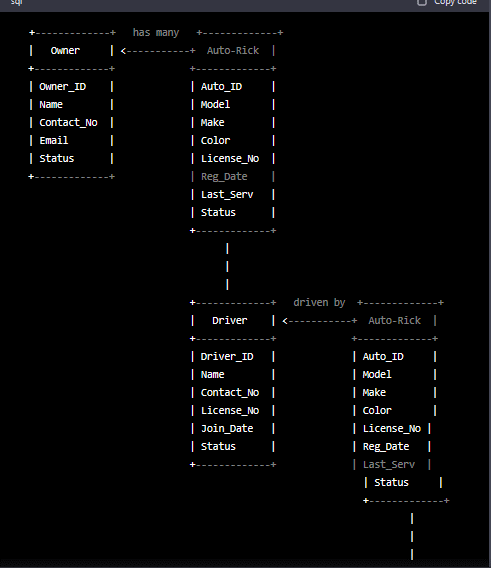 sql Copy code
+-------------+   has many   +-------------+
|   Owner     | <-----------+  Auto-Rick  |
+-------------+             +-------------+
| Owner_ID    |             | Auto_ID     |
| Name        |             | Model       |
| Contact_No  |             | Make        |
| Email       |             | Color       |
| Status      |             | License_No  |
+-------------+             | Reg_Date    |
                            | Last_Serv   |
                            | Status      |
                            +-------------+
                                  |
                                  |
                                  |
                            +-------------+   driven by  +-------------+
                            |   Driver    | <-----------+  Auto-Rick  |
                            +-------------+             +-------------+
                            | Driver_ID   |             | Auto_ID     |
                            | Name        |             | Model       |
                            | Contact_No  |             | Make        |
                            | License_No  |             | Color       |
                            | Join_Date   |             | License_No |
                            | Status      |             | Reg_Date   |
                            +-------------+             | Last_Serv  |
                                                          | Status     |
                                                          +-------------+
                                                                  |
                                                                  |
                                                                  |